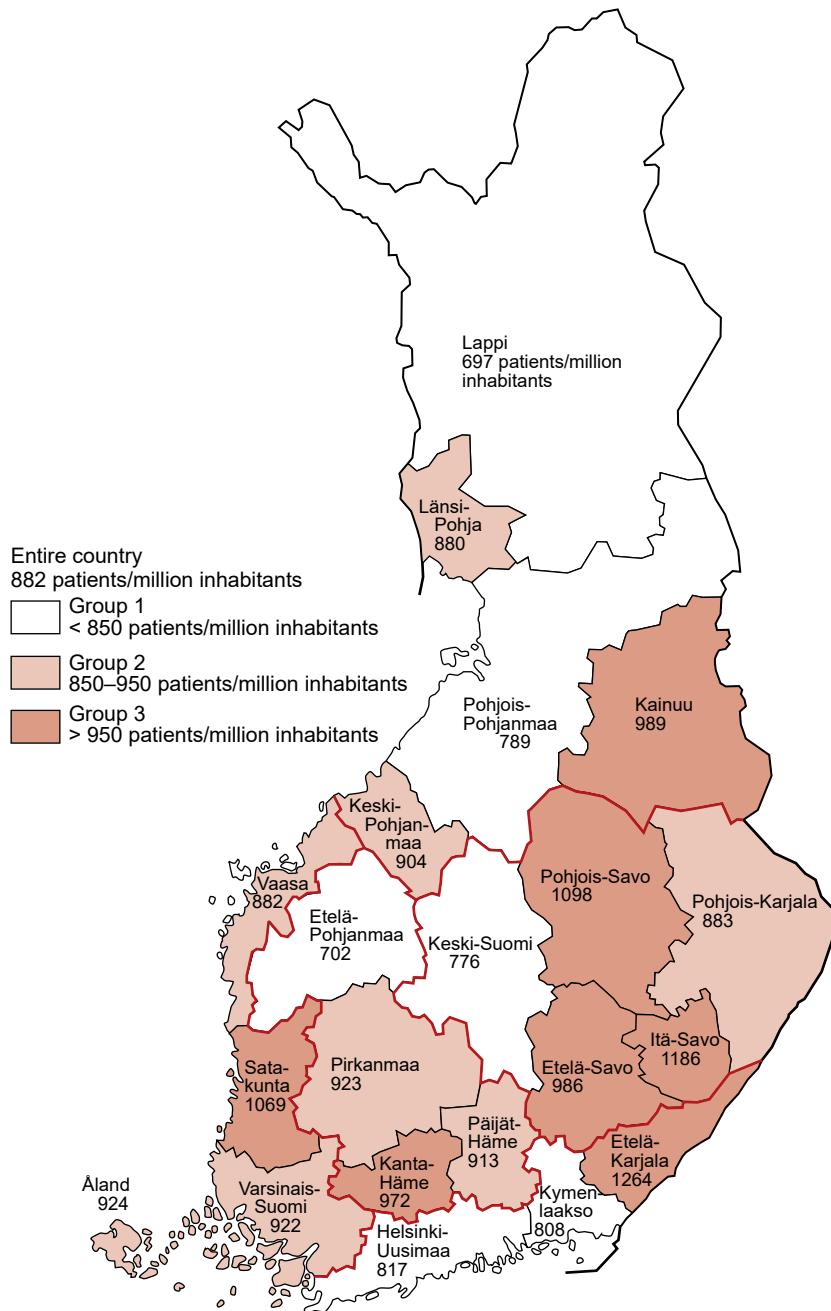 Lappi
697 patients/million
inhabitants
Länsi-
Pohja
880
Entire country
882 patients/million inhabitants
Group 1
< 850 patients/million inhabitants
Group 2
850–950 patients/million inhabitants
Group 3
> 950 patients/million inhabitants
Pohjois-
Pohjanmaa
789
Kainuu
989
Keski-
Pohjan-
maa
904
Vaasa
882
Etelä-
Pohjanmaa
702
Keski-Suomi
776
Pohjois-Savo
1098
Pohjois-Karjala
883
Sata-
kunta
1069
Pirkanmaa
923
Etelä-Savo
986
Itä-Savo
1186
Päijät-
Häme
913
Etelä-
Karjala
1264
Kanta-
Häme
972
Åland
924
Varsinais-
Suomi
922
Kymen-
laakso
808
Helsinki-
Uusimaa
817